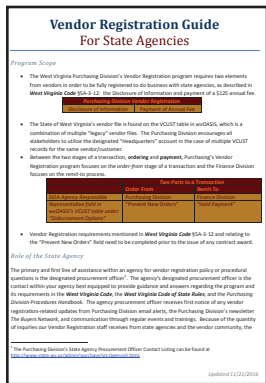 Vendor Registration Guide
For State Agencies
Program Scope
• The West Virginia Purchasing Division's Vendor Registration program requires two elements
from vendors in order to be fully registered to do business with state agencies, as described in
West Virginia Code §5A-3-12: the Disclosure of Information and payment of a $125 annual fee.
Purchasing Division Vendor Registration
Disclosure of Information Payment of Annual Fee
• The State of West Virginia's vendor file is found on the VCUST table in wvOASIS, which is a
combination of multiple "legacy" vendor files. The Purchasing Division encourages all
stakeholders to utilize the designated "Headquarters" account in the case of multiple VCUST
records for the same vendor/customer.
• Between the two stages of a transaction, ordering and payment, Purchasing's Vendor
Registration program focuses on the order-from stage of a transaction and the Finance Division
focuses on the remit-to process.
Two Parts to a Transaction
Order From Remit To
DOA Agency Responsible Purchasing Division Finance Division
Representative field in "Prevent New Orders" "Hold Payment"
wvOASIS's VCUST table under
"Disbursement Options"
• Vendor Registration requirements mentioned in West Virginia Code §5A-3-12 and relating to
the "Prevent New Orders" field need to be completed prior to the issue of any contract award.
Role of the State Agency
The primary and first line of assistance within an agency for vendor registration policy or procedural
questions is the designated procurement officer¹. The agency's designated procurement officer is the
contact within your agency best equipped to provide guidance and answers regarding the program and
its requirements in the West Virginia Code, the West Virginia Code of State Rules, and the Purchasing
Division Procedures Handbook. The agency procurement officer receives first notice of any vendor
registration-related updates from Purchasing Division email alerts, the Purchasing Division's newsletter
The Buyers Network, and communication through regular events and trainings. Because of the quantity
of inquiries our Vendor Registration staff receives from state agencies and the vendor community, the
¹ The Purchasing Division's State Agency Procurement Officer Contact Listing can be found at
http://www.state.wv.us/admin/purchase/vrc/agencyli.html.
Updated 11/21/2016